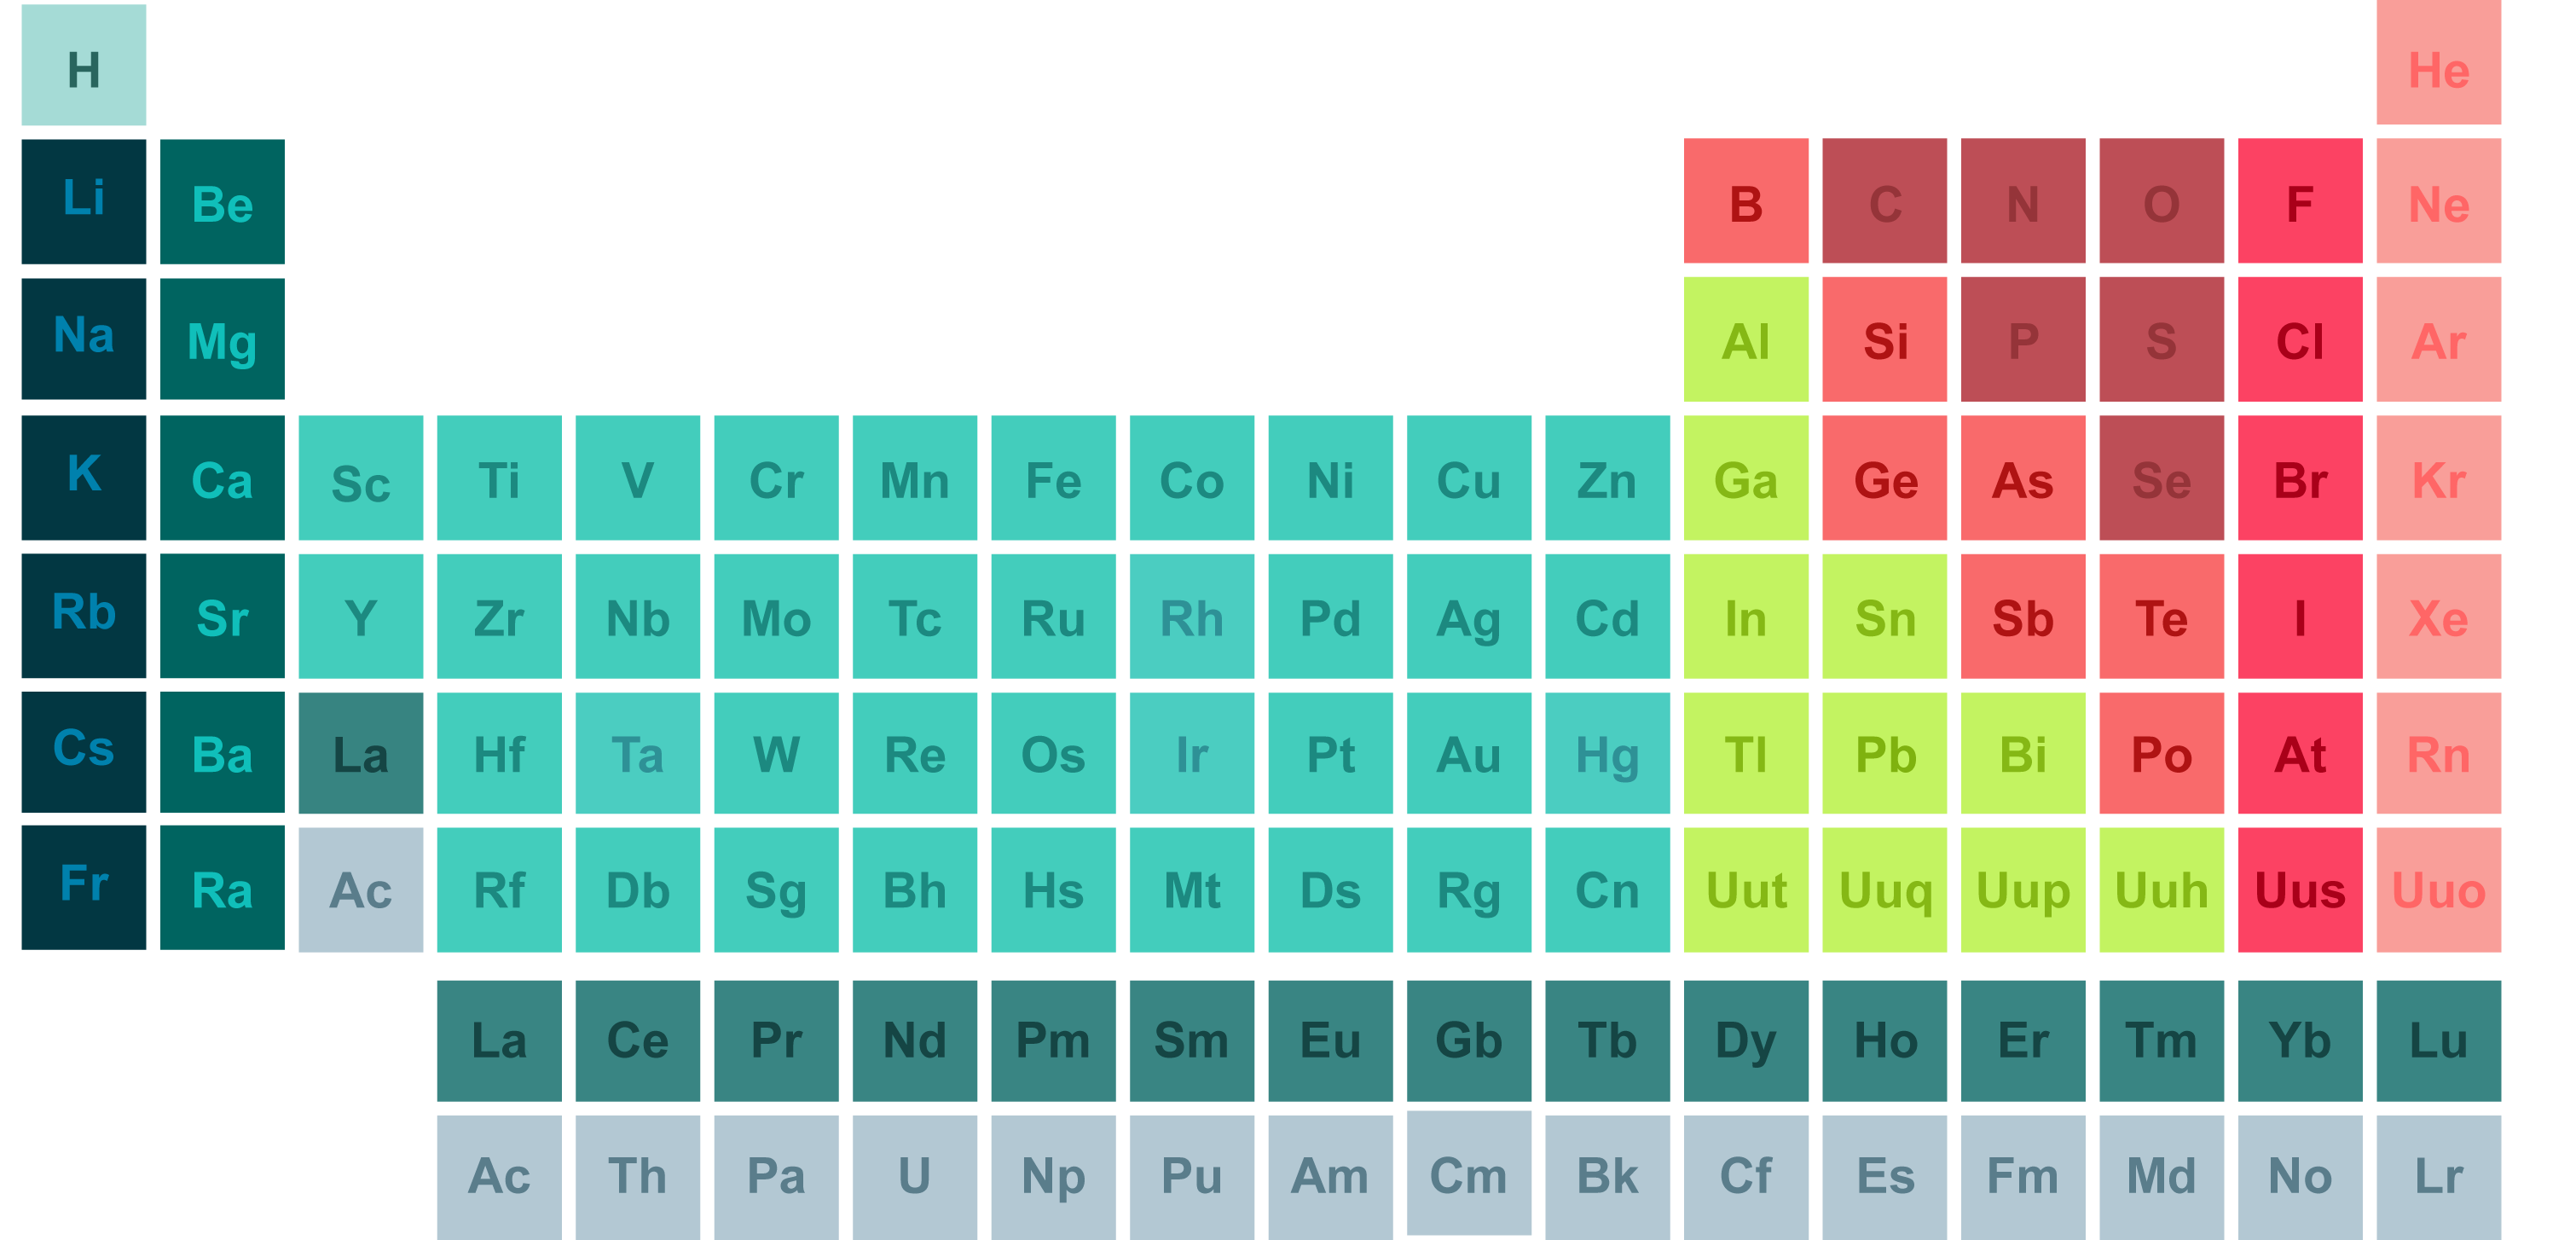 H He
Li Be B C N O F Ne
Na Mg Al Si P S Cl Ar
K Ca Sc Ti V Cr Mn Fe Co Ni Cu Zn Ga Ge As Se Br Kr
Rb Sr Y Zr Nb Mo Tc Ru Rh Pd Ag Cd In Sn Sb Te I Xe
Cs Ba La Hf Ta W Re Os Ir Pt Au Hg Tl Pb Bi Po At Rn
Fr Ra Ac Rf Db Sg Bh Hs Mt Ds Rg Cn Uut Uuq Uup Uuh Uus Uuo
La Ce Pr Nd Pm Sm Eu Gb Tb Dy Ho Er Tm Yb Lu
Ac Th Pa U Np Pu Am Cm Bk Cf Es Fm Md No Lr